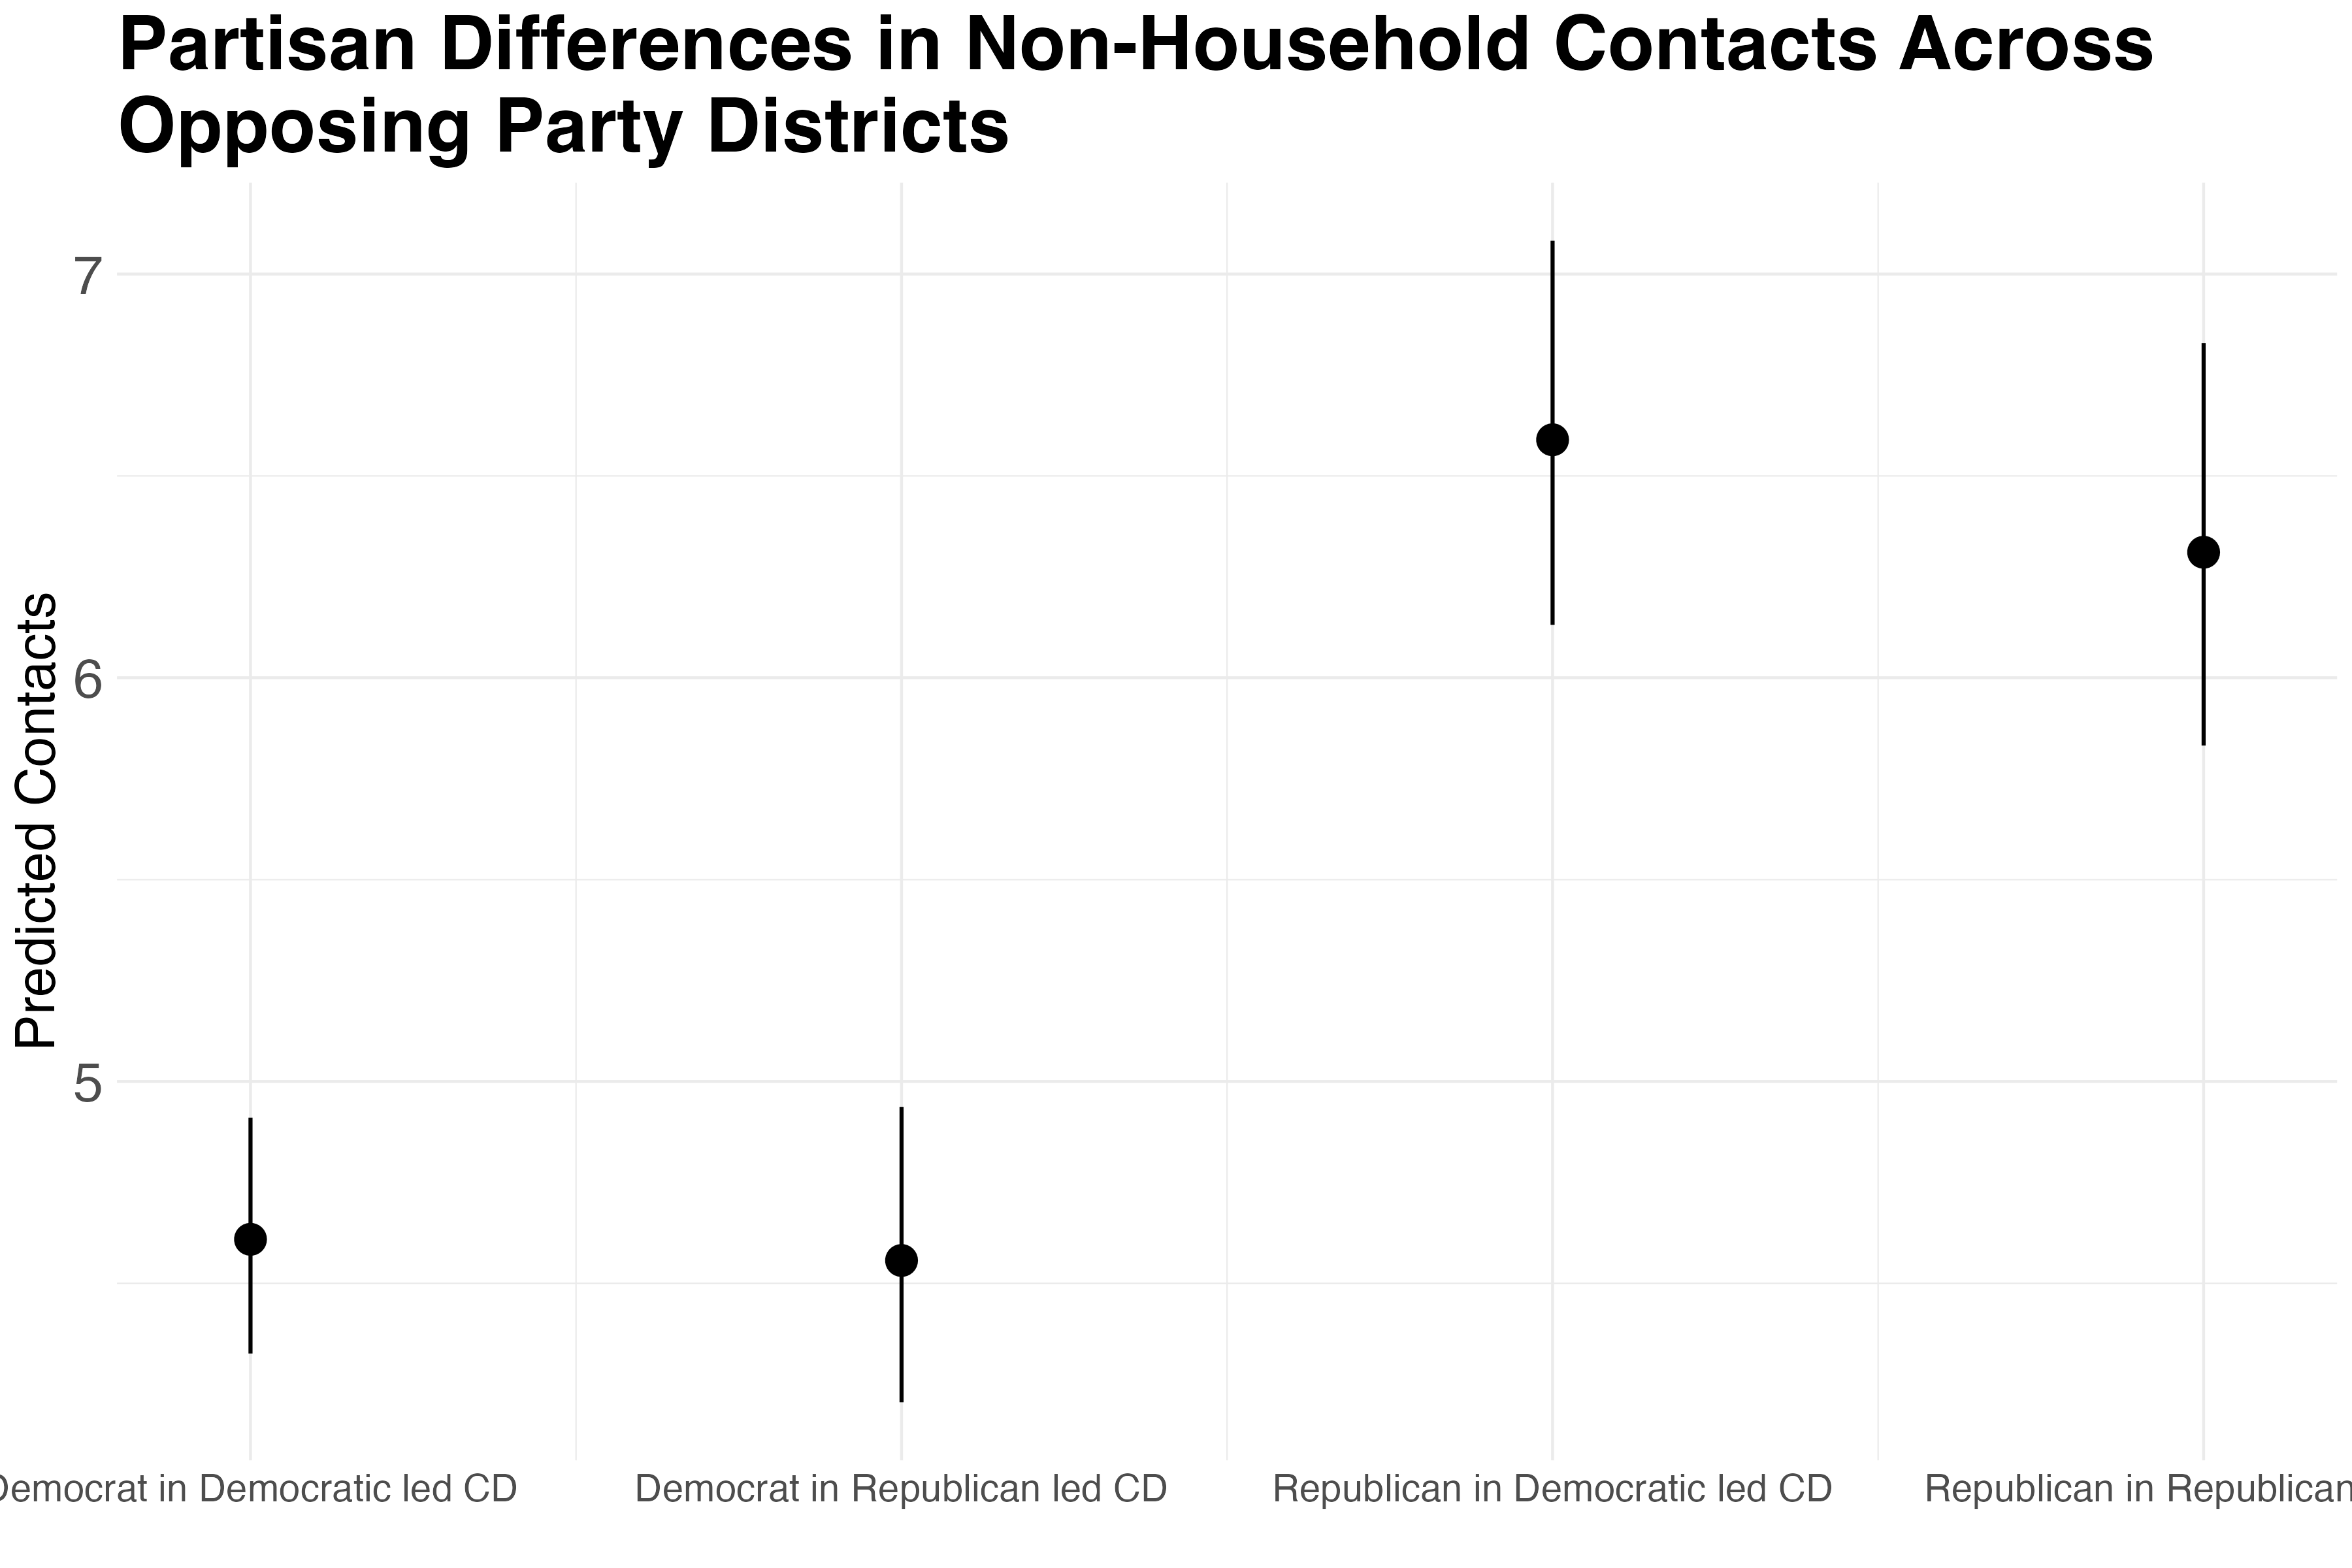 Partisan Differences in Non-Household Contacts Across
Opposing Party Districts
Predicted Contacts
7
6
5
Democrat in Democratic led CD
Democrat in Republican led CD
Republican in Democratic led CD
Republican in Republican